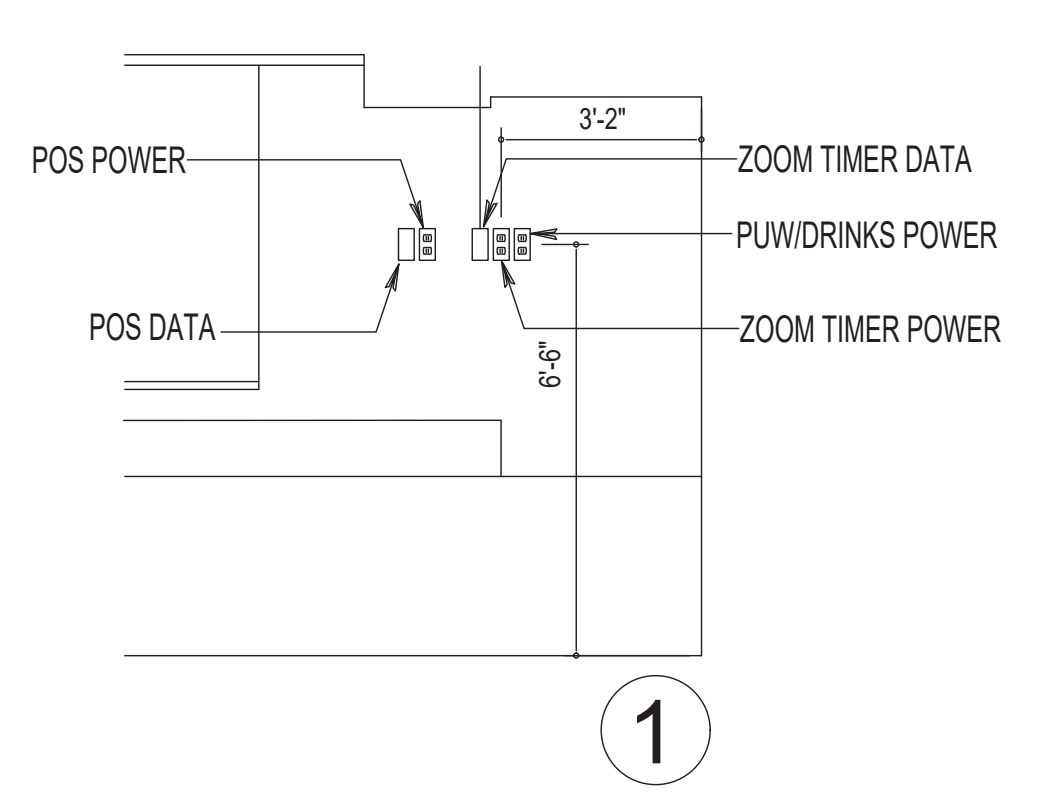 3'-2"
POS POWER
ZOOM TIMER DATA
PUW/DRINKS POWER
POS DATA
ZOOM TIMER POWER
6'-6"
1